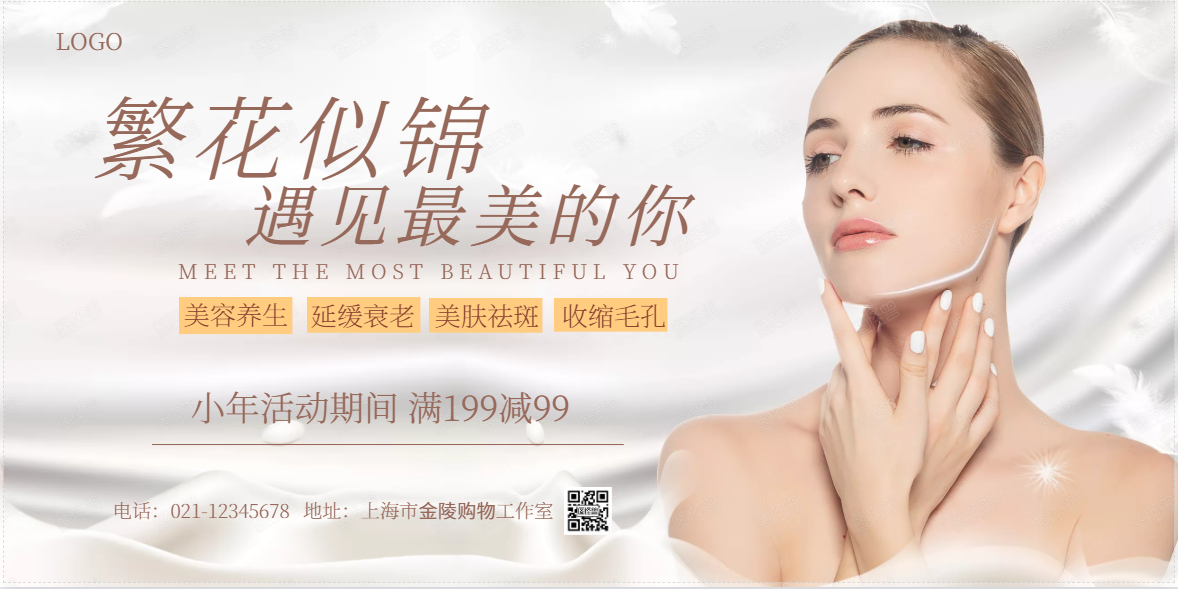 LOGO
繁花似锦
遇见最美的你
MEET THE MOST BEAUTIFUL YOU
美容养生 延缓衰老 美肤祛斑 收缩毛孔
小年活动期间 满199减99
电话：021-12345678 地址：上海市金陵购物工作室